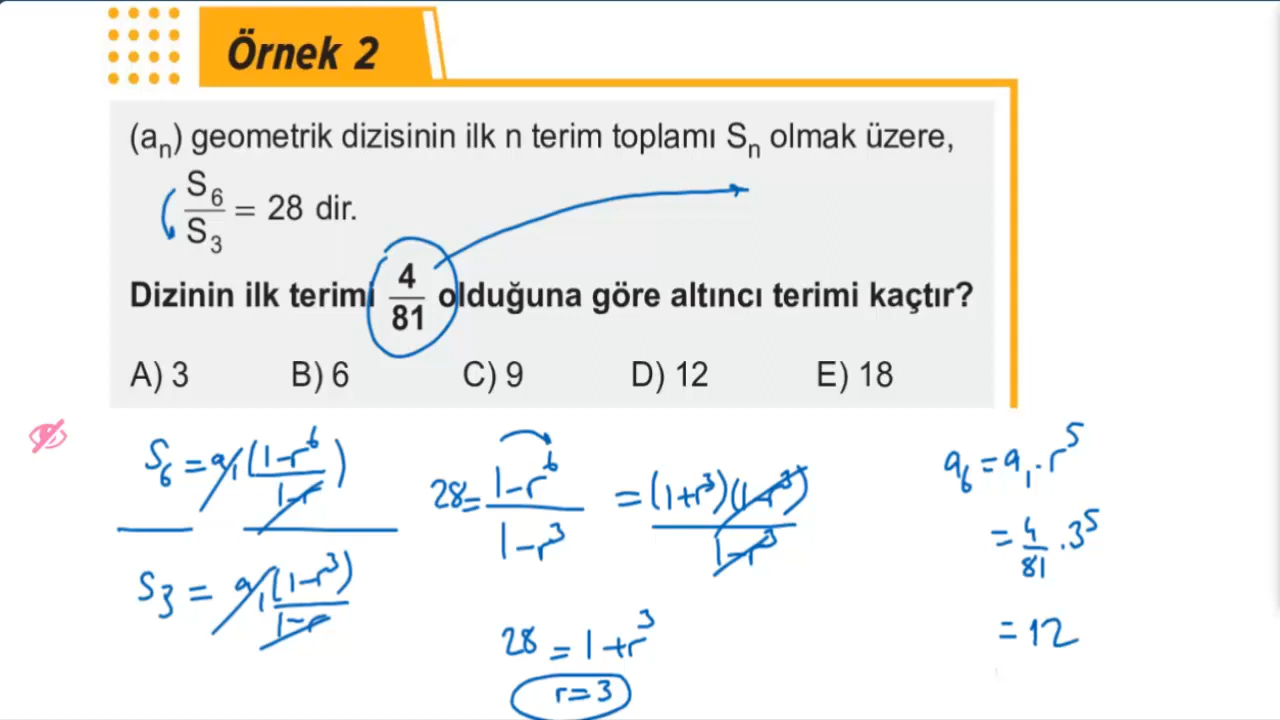 Örnek 2
(aₙ) geometrik dizisinin ilk n terim toplamı Sₙ olmak üzere,
S₆/S₃ = 28 dir.
Dizinin ilk terimi 4/81 olduğuna göre altıncı terimi kaçtır?
A) 3 B) 6 C) 9 D) 12 E) 18
S₆ = a₁(1-r⁶)/(1-r)
S₃ = a₁(1-r³)/(1-r)
28 = (1-r⁶)/(1-r³) = (1+r³)(1-r³)/(1-r³)
28 = 1+r³
r=3
a₆ = a₁.r⁵
= 4/81 . 3⁵
= 12